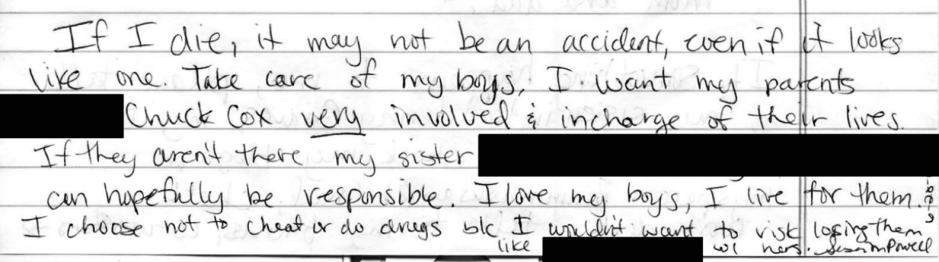 If I die, it may not be an accident, even if it looks
like one. Take care of my boys. I want my parents
Chuck Cox very involved & incharge of their lives.
If they aren't there my sister
can hopefully be responsible. I love my boys, I live for them.
I choose not to cheat or do drugs b/c I wouldn't want to risk losing them
like w/ hers.